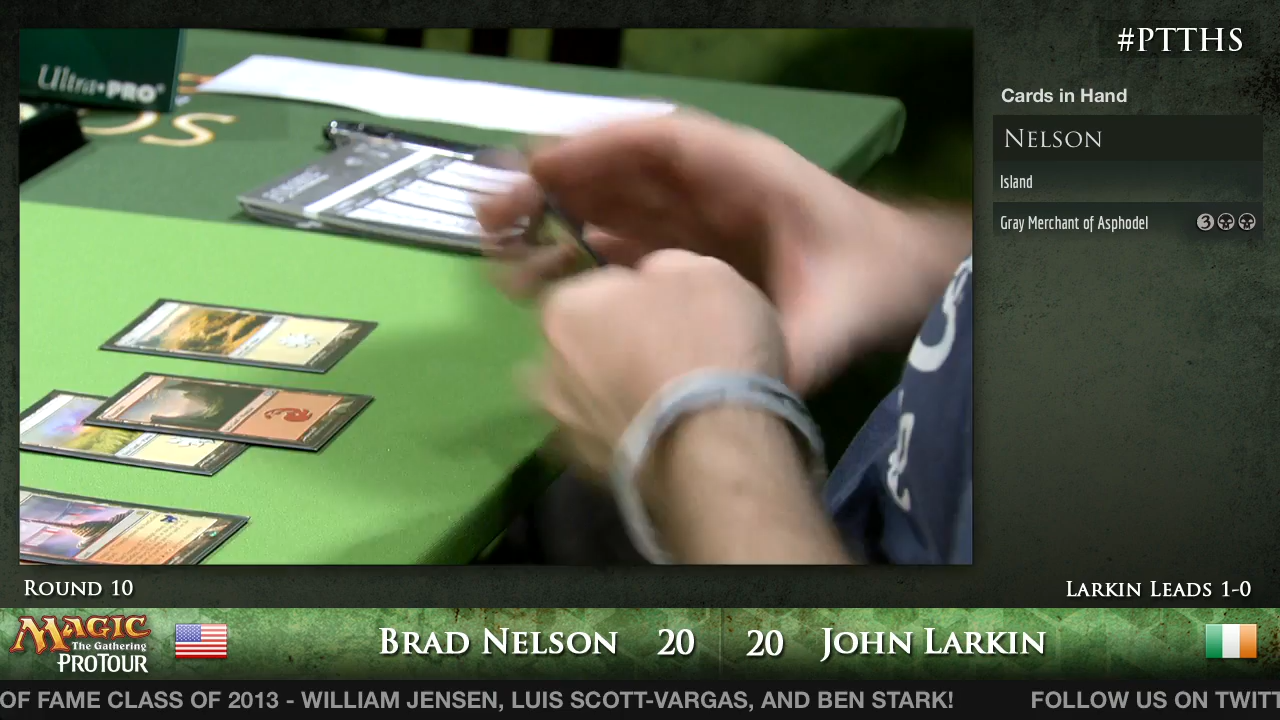 #PTTHS
Ultra•PRO®
OS
Cards in Hand
NELSON
Island
Gray Merchant of Asphodel 3
ROUND 10
LARKIN LEADS 1-0
MAGIC
The Gathering
PROTOUR
BRAD NELSON 20 20 JOHN LARKIN
OF FAME CLASS OF 2013 - WILLIAM JENSEN, LUIS SCOTT-VARGAS, AND BEN STARK! FOLLOW US ON TWITT